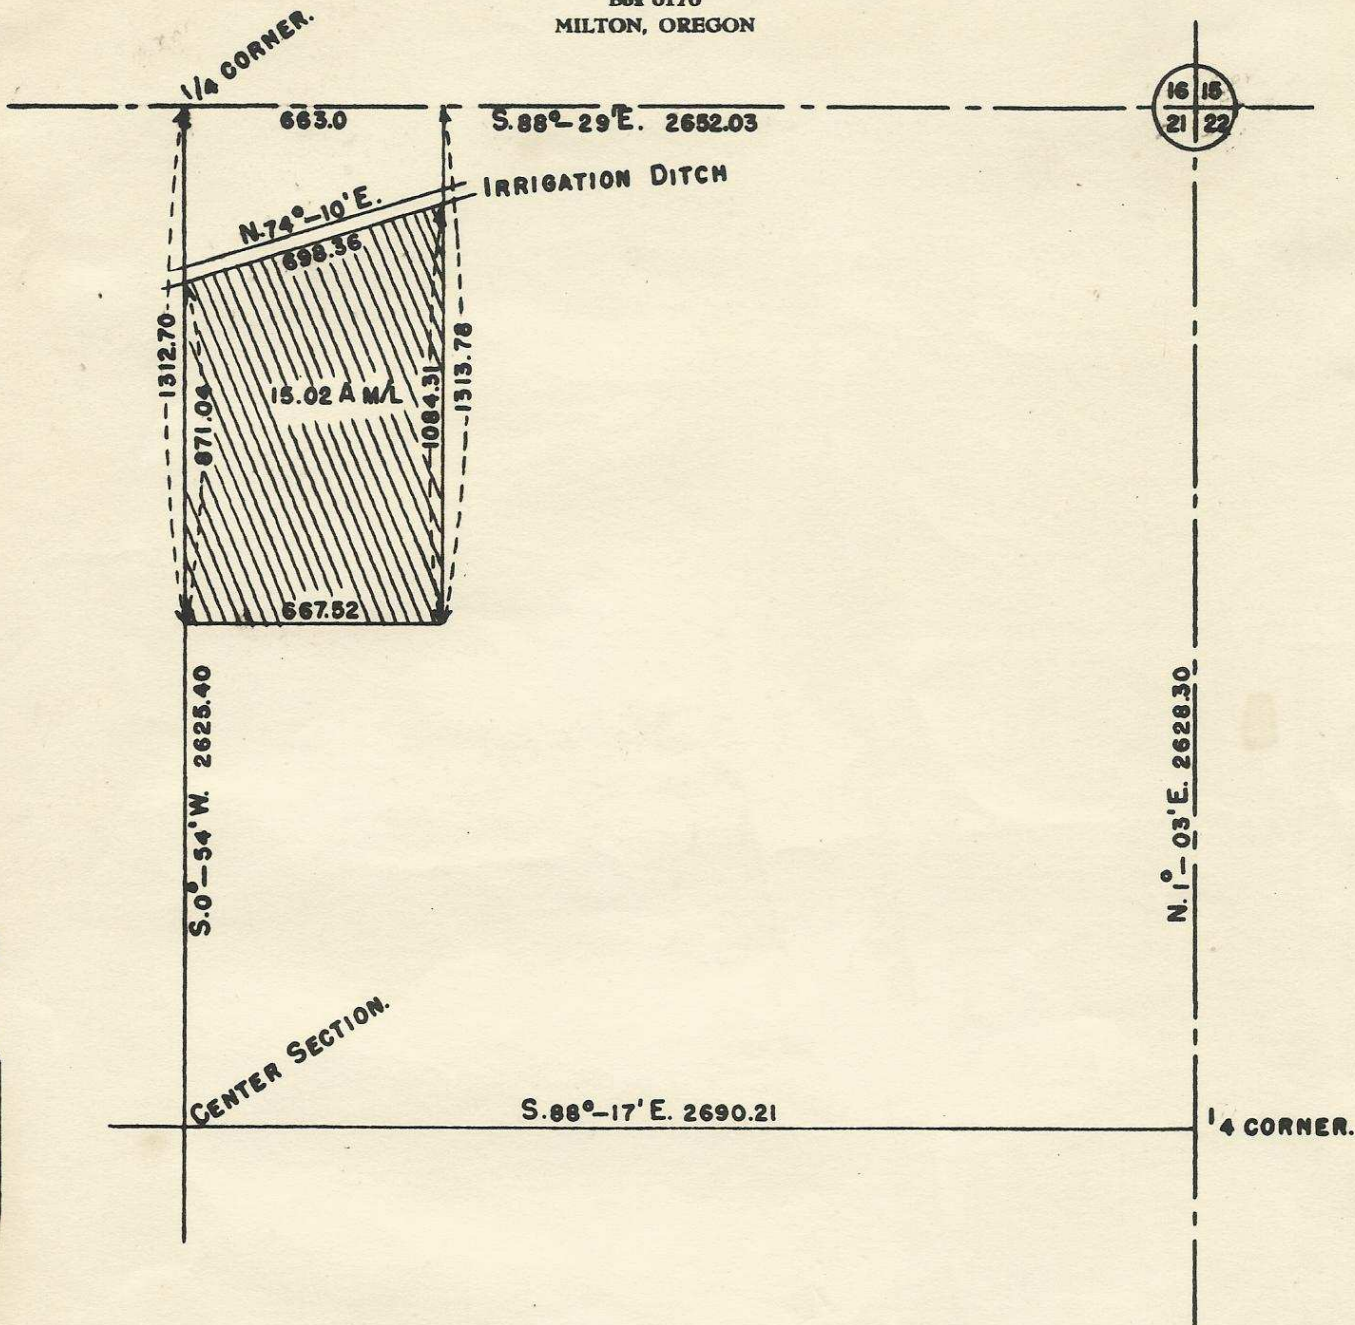 MILTON, OREGON
1/4 CORNER.
663.0
S.88°-29'E. 2652.03
16 15
21 22
IRRIGATION DITCH
N.74°-10'E.
698.36
1312.70
871.04
15.02 A M/L
1084.31
1313.78
667.52
S.0°-54'W. 2625.40
N.1°-03'E. 2628.30
CENTER SECTION.
S.88°-17'E. 2690.21
1/4 CORNER.